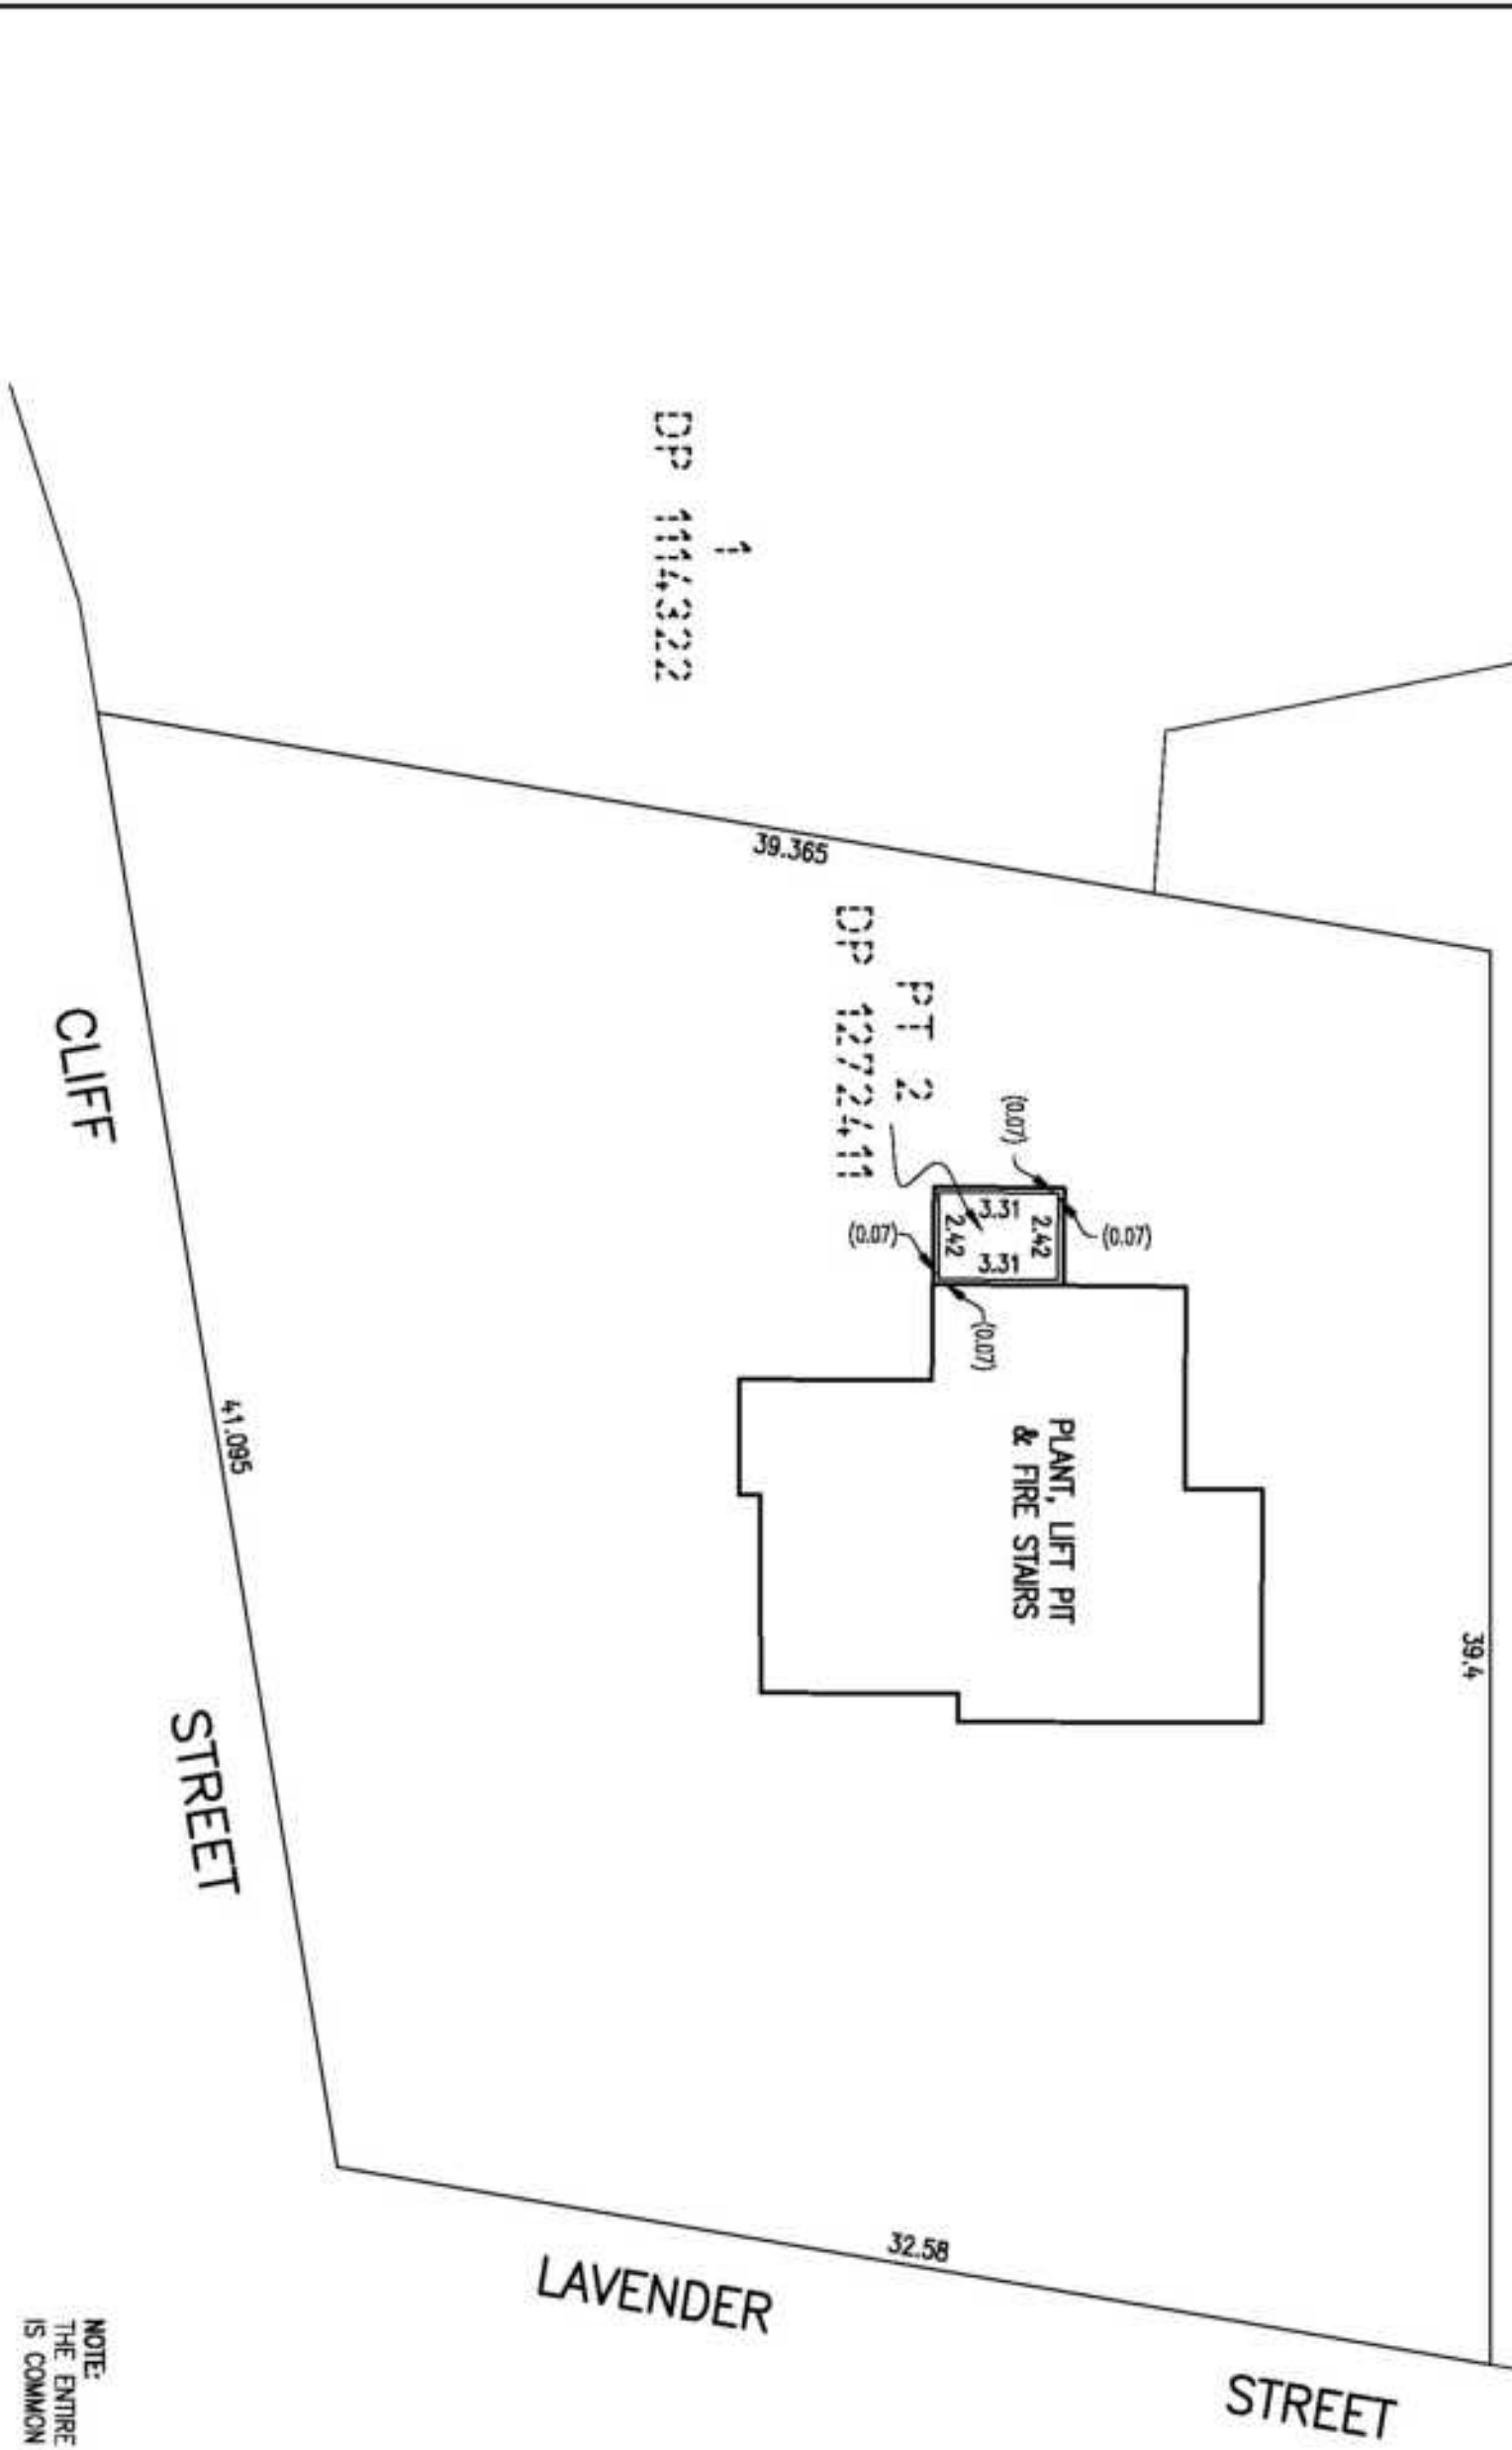 1
DP 1114322
39.365
PT 2
DP 1272411
(0.07)
(0.07)
(0.07)
(0.07)
3.31
2.42
2.42
3.31
PLANT, LIFT PIT
& FIRE STAIRS
39.4
CLIFF
STREET
41.095
32.58
LAVENDER
STREET
NOTE:
THE ENTIRE
IS COMMON